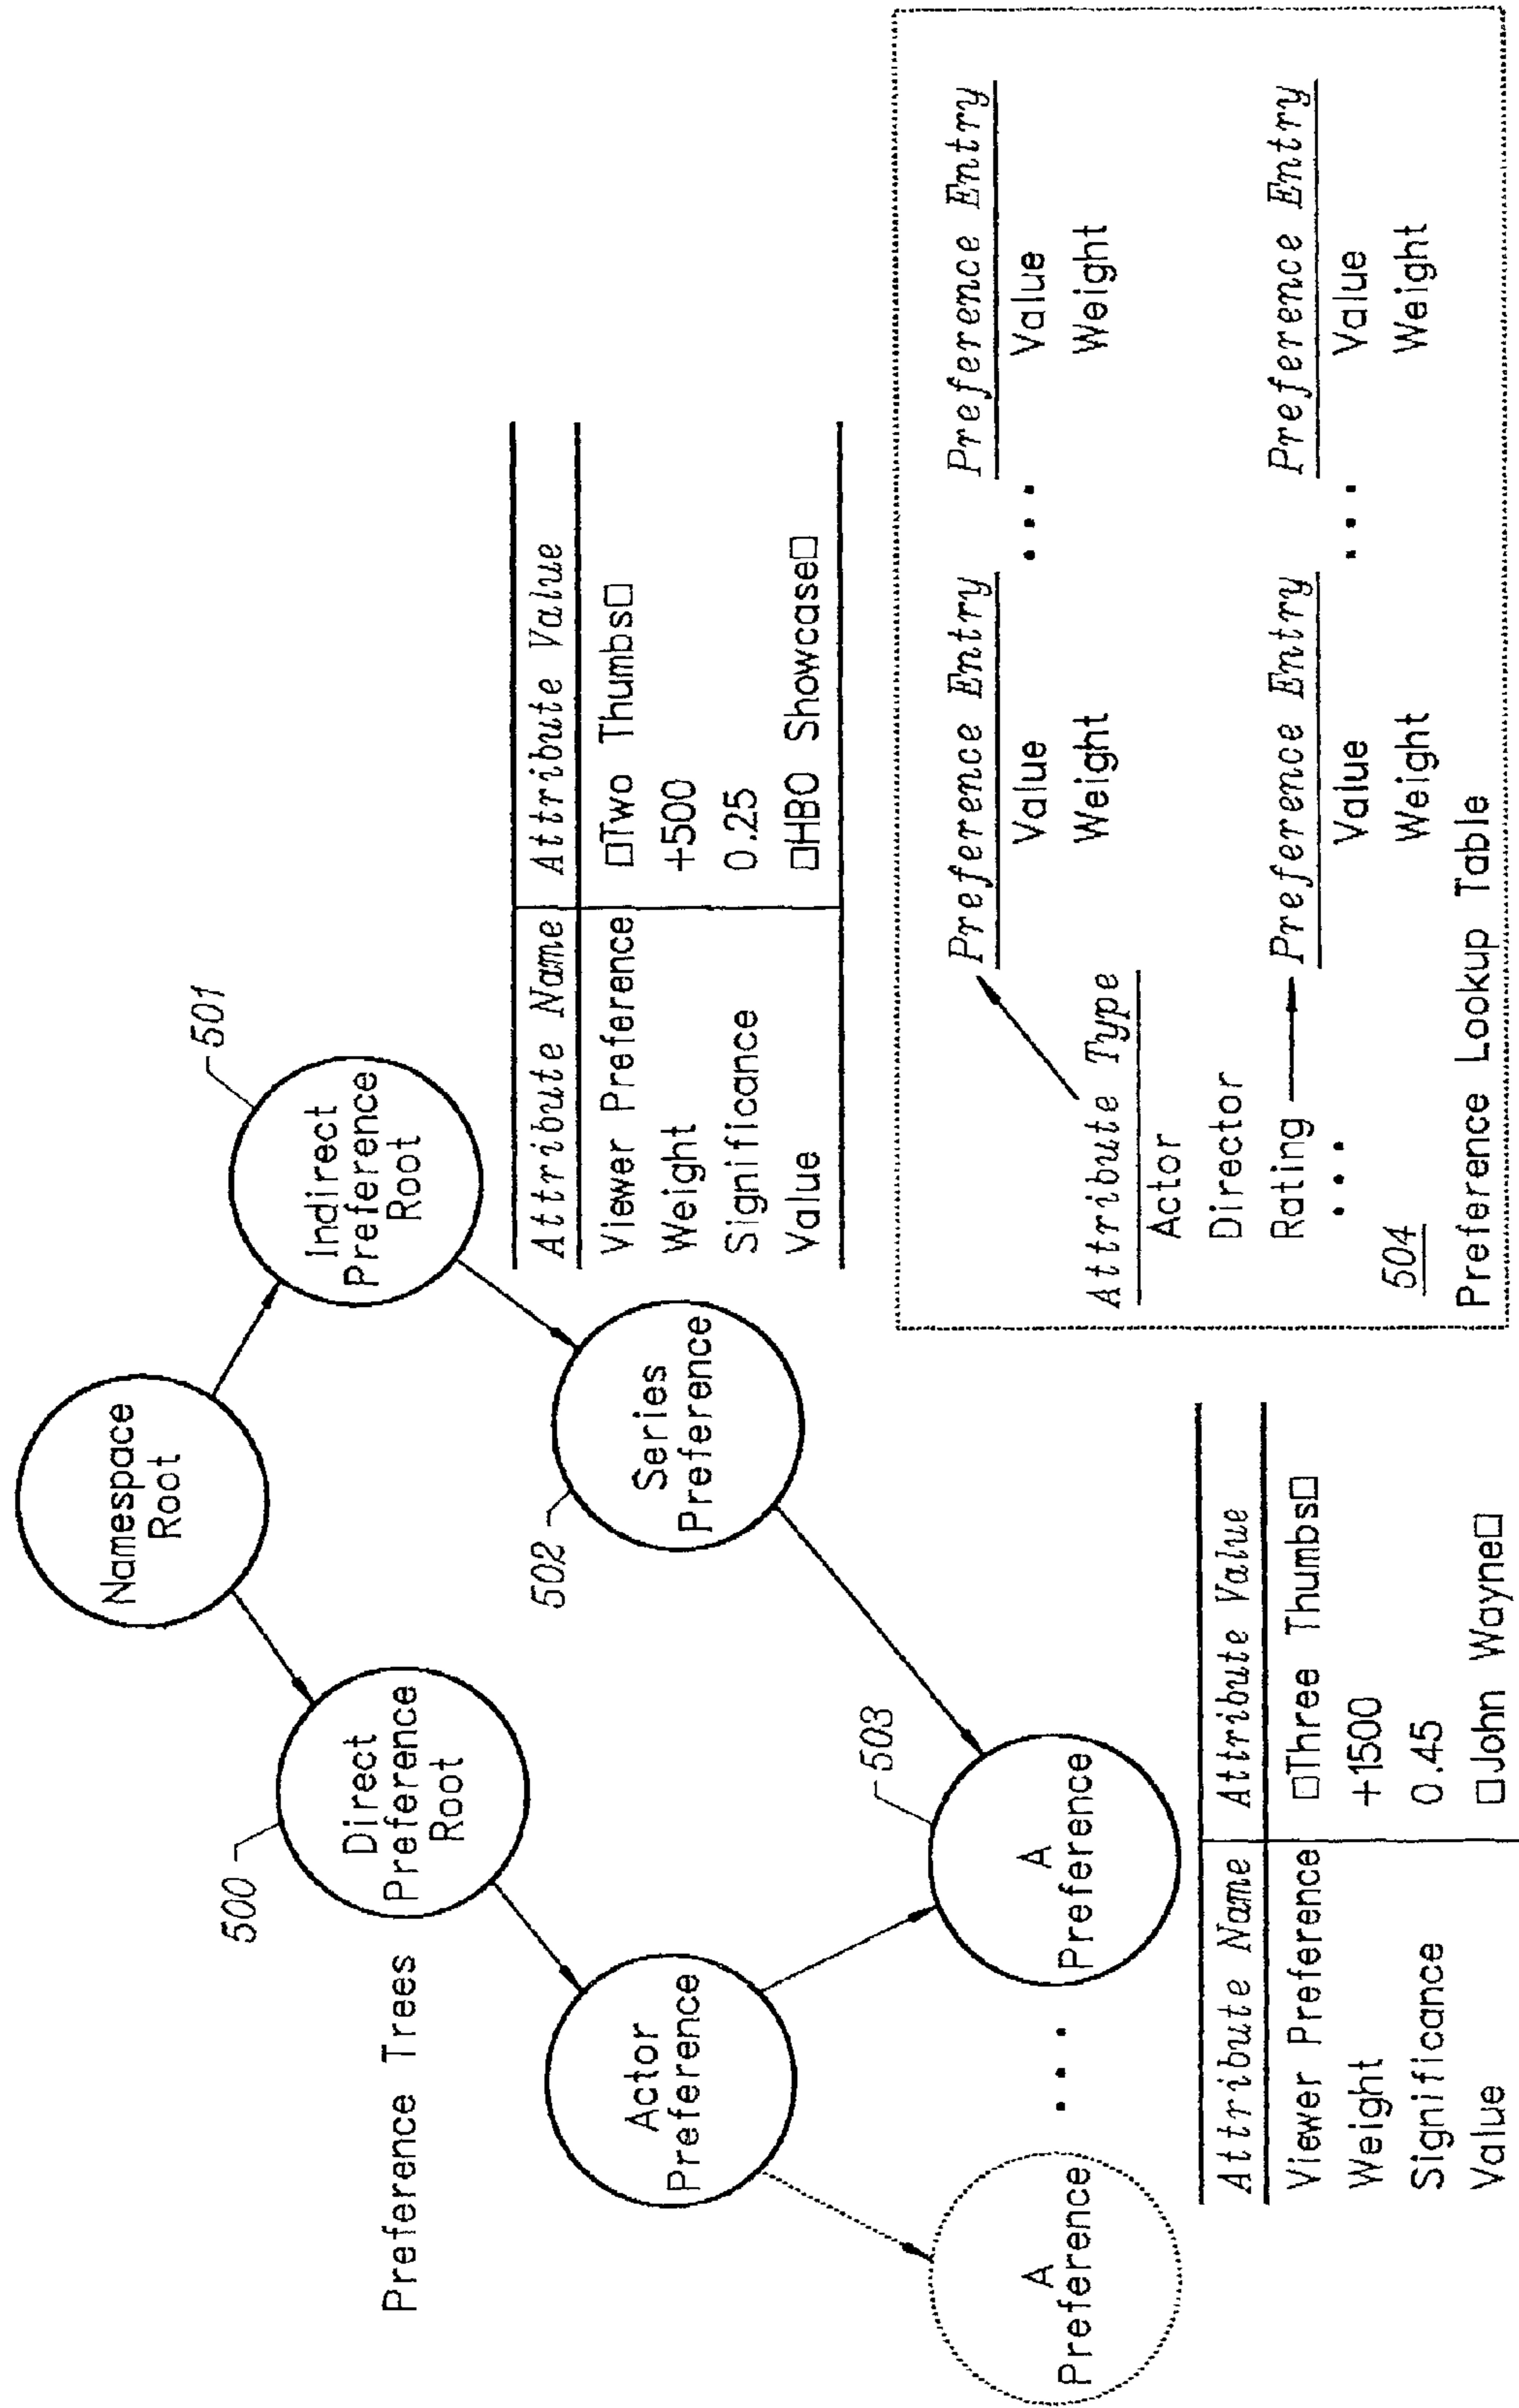 Namespace
Root
501
Indirect
Preference
Root
500
Direct
Preference
Root
Preference Trees
502
Series
Preference
Actor
Preference
Attribute Name Attribute Value
Viewer Preference □Two Thumbs□
Weight +500
Significance 0.25
Value □HBO Showcase□
503
A
Preference
...
A
Preference
Attribute Name Attribute Value
Viewer Preference □Three Thumbs□
Weight +1500
Significance 0.45
Value □John Wayne□
Preference Entry Preference Entry
Value ... Value
Weight Weight
Attribute Type
Actor
Director
Rating Preference Entry Preference Entry
... Value ... Value
Weight Weight
504
Preference Lookup Table